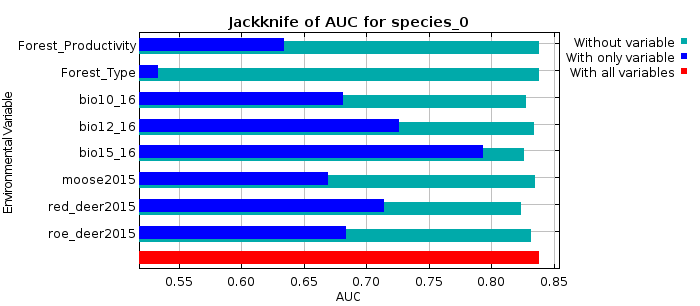 Jackknife of AUC for species_0
Environmental Variable
Forest_Productivity
Forest_Type
bio10_16
bio12_16
bio15_16
moose2015
red_deer2015
roe_deer2015
0.55 0.60 0.65 0.70 0.75 0.80 0.85
AUC
Without variable
With only variable
With all variables